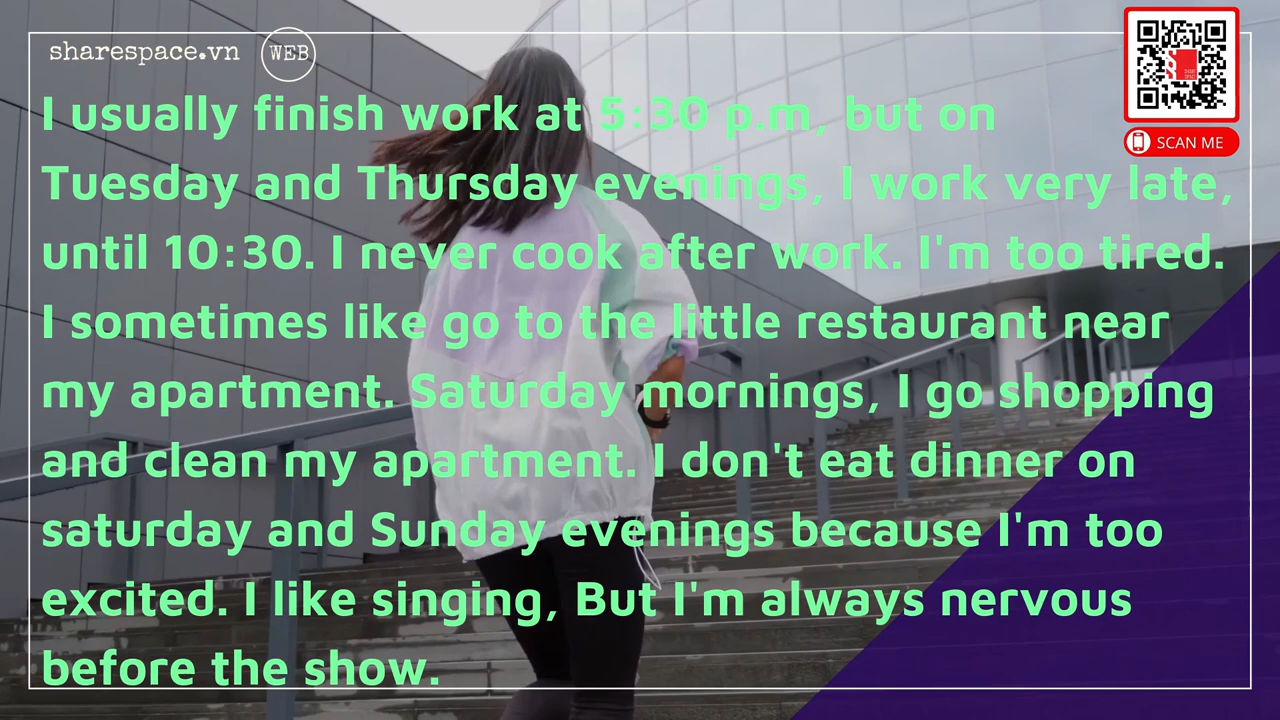 sharespace.vn WEB
I usually finish work at 5:30 p.m, but on
Tuesday and Thursday evenings, I work very late,
until 10:30. I never cook after work. I'm too tired.
I sometimes like go to the little restaurant near
my apartment. Saturday mornings, I go shopping
and clean my apartment. I don't eat dinner on
saturday and Sunday evenings because I'm too
excited. I like singing, But I'm always nervous
before the show.
SCAN ME